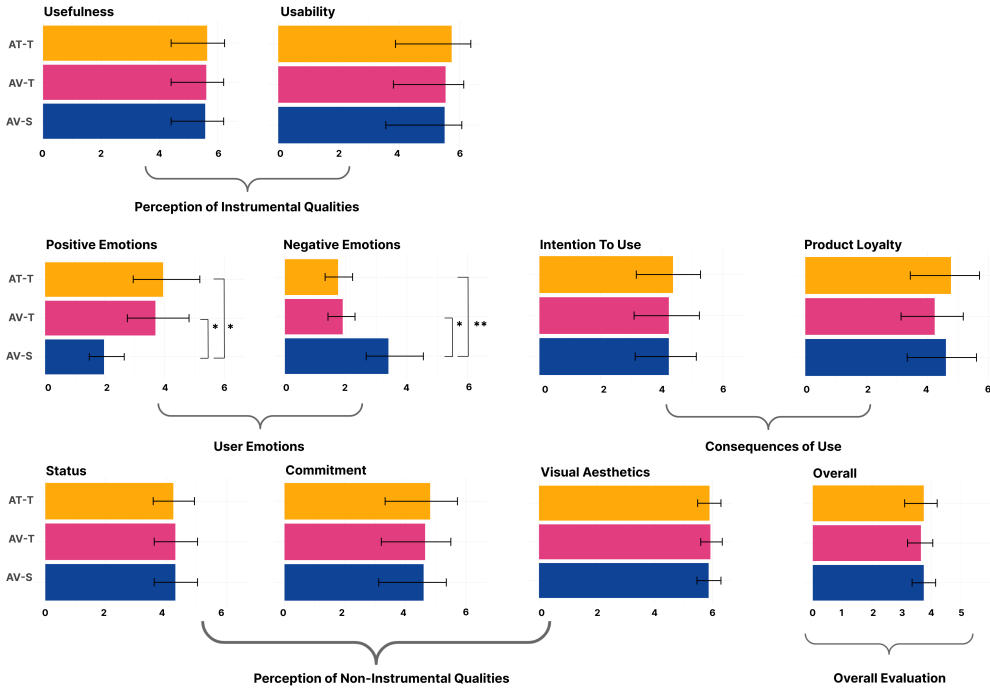 Usefulness Usability
AT-T
AV-T
AV-S
0 2 4 6 0 2 4 6
Perception of Instrumental Qualities
Positive Emotions Negative Emotions Intention To Use Product Loyalty
AT-T
AV-T * * * **
AV-S
0 2 4 6 0 2 4 6 0 2 4 6 0 2 4 6
User Emotions Consequences of Use
Status Commitment Visual Aesthetics Overall
AT-T
AV-T
AV-S
0 2 4 6 0 2 4 6 0 2 4 6 0 1 2 3 4 5
Perception of Non-Instrumental Qualities Overall Evaluation